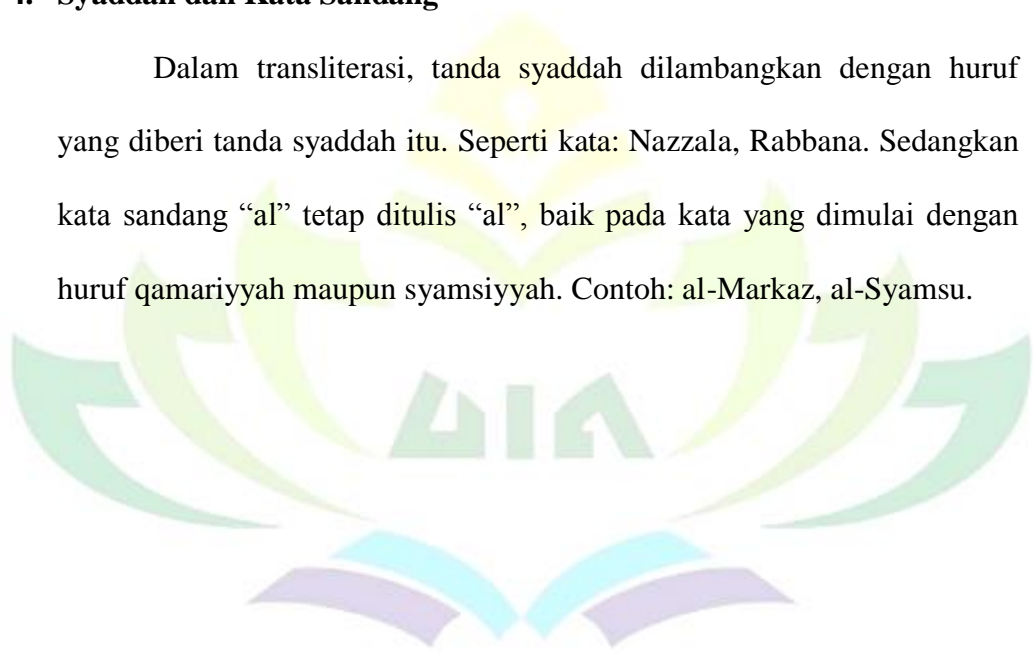 4. Syaddah dan Kata Sandang
Dalam transliterasi, tanda syaddah dilambangkan dengan huruf
yang diberi tanda syaddah itu. Seperti kata: Nazzala, Rabbana. Sedangkan
kata sandang “al” tetap ditulis “al”, baik pada kata yang dimulai dengan
huruf qamariyyah maupun syamsiyyah. Contoh: al-Markaz, al-Syamsu.
UIN